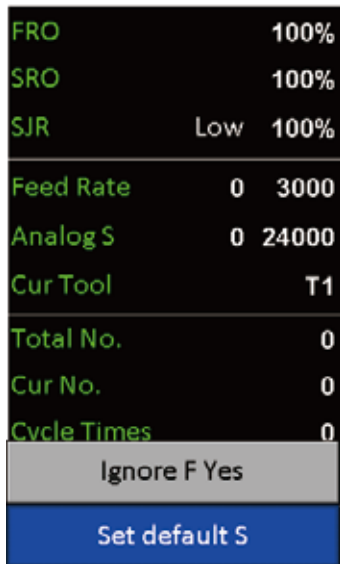 FRO 100%
SRO 100%
SJR Low 100%
Feed Rate 0 3000
Analog S 0 24000
Cur Tool T1
Total No. 0
Cur No. 0
Cycle Times 0
Ignore F Yes
Set default S